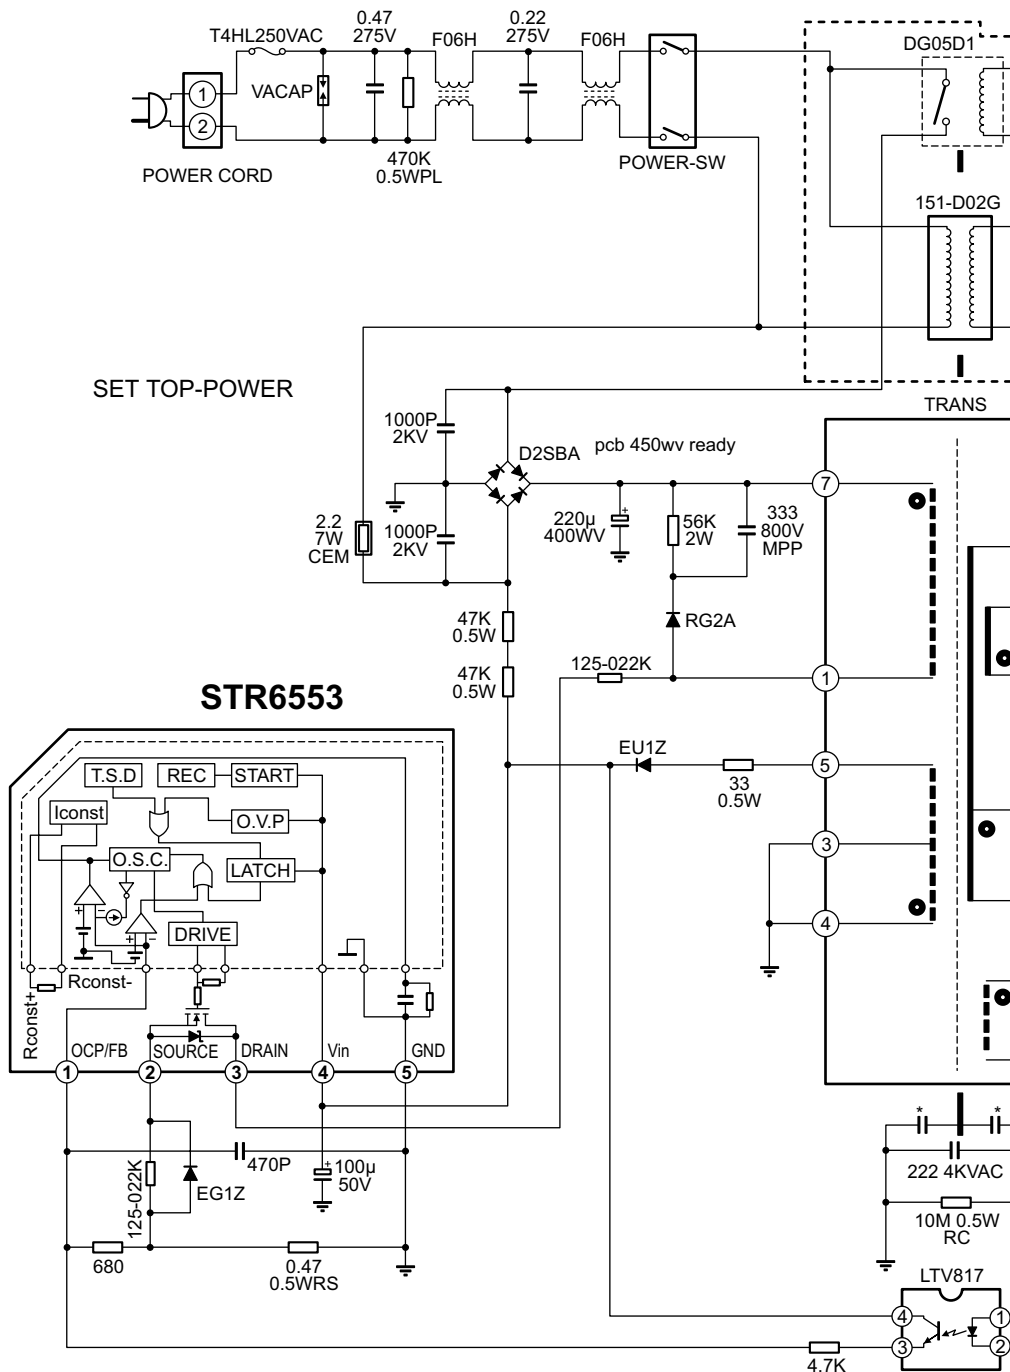 T4HL250VAC
0.47
275V
F06H
0.22
275V
F06H
DG05D1
1
2
VACAP
470K
0.5WPL
POWER CORD
POWER-SW
151-D02G
SET TOP-POWER
TRANS
1000P
2KV
D2SBA
pcb 450wv ready
7
2.2
7W
CEM
1000P
2KV
220µ
400WV
+
56K
2W
333
800V
MPP
47K
0.5W
RG2A
47K
0.5W
125-022K
1
STR6553
EU1Z
33
0.5W
5
T.S.D
REC
START
Iconst
O.V.P
O.S.C.
LATCH
3
+
−
+
−
DRIVE
4
Rconst+
Rconst-
OCP/FB
SOURCE
DRAIN
Vin
GND
1
2
3
4
5
*
*
125-022K
EG1Z
470P
+
100µ
50V
222 4KVAC
10M 0.5W
RC
680
0.47
0.5WRS
LTV817
4
1
3
2
4.7K